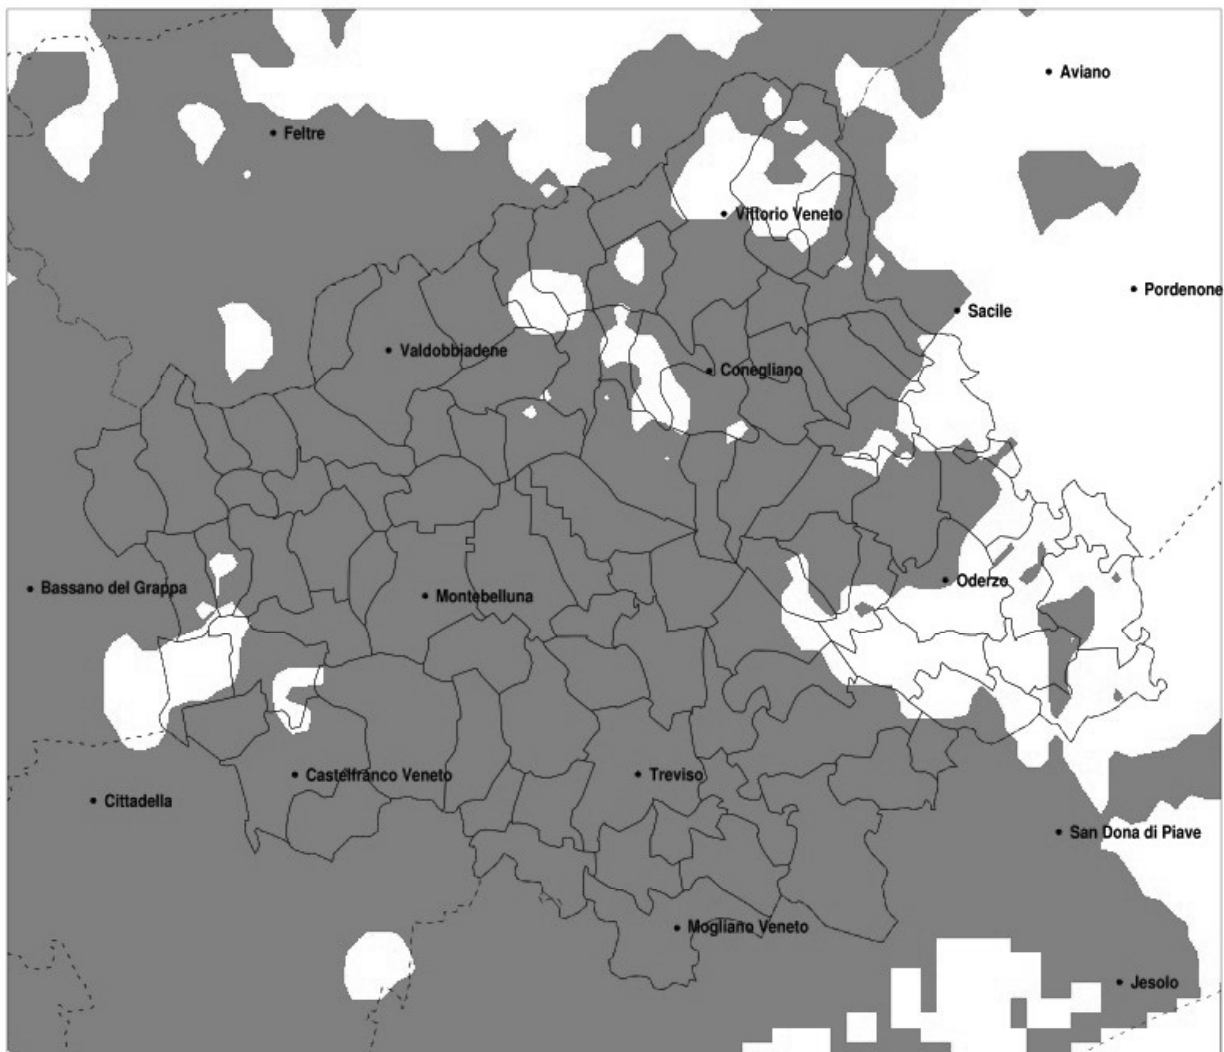 Aviano
Feltre
Vittorio Veneto
Pordenone
Sacile
Valdobbiadene
Conegliano
Bassano del Grappa
Oderzo
Montebelluna
Castelfranco Veneto
Treviso
Cittadella
San Dona di Piave
Mogliano Veneto
Jesolo